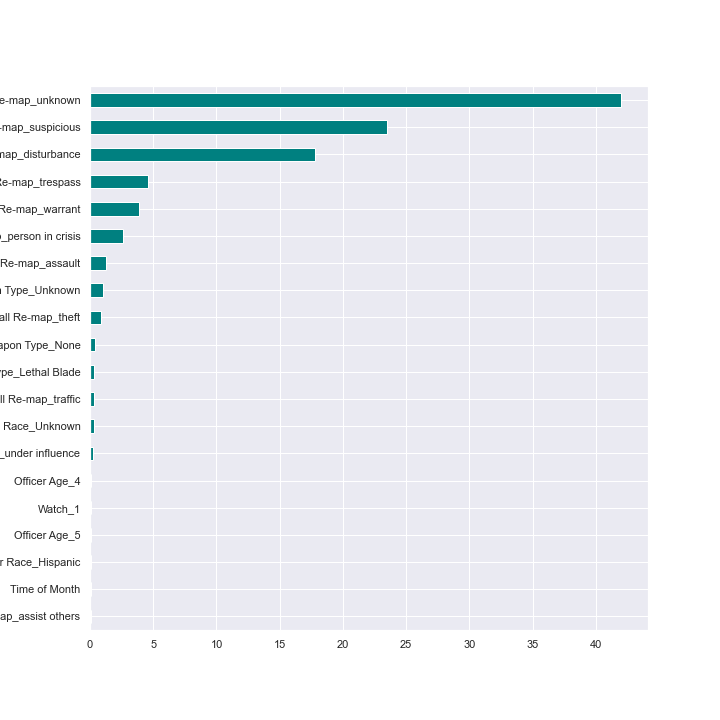 e-map_unknown
-map_suspicious
map_disturbance
Re-map_trespass
Re-map_warrant
_person in crisis
Re-map_assault
Type_Unknown
all Re-map_theft
apon Type_None
ype_Lethal Blade
ll Re-map_traffic
Race_Unknown
_under influence
Officer Age_4
Watch_1
Officer Age_5
r Race_Hispanic
Time of Month
ap_assist others
0 5 10 15 20 25 30 35 40